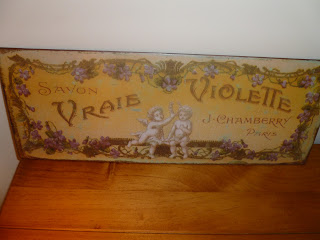 SAVON
VRAIE VIOLETTE
J. CHAMBERRY
PARIS